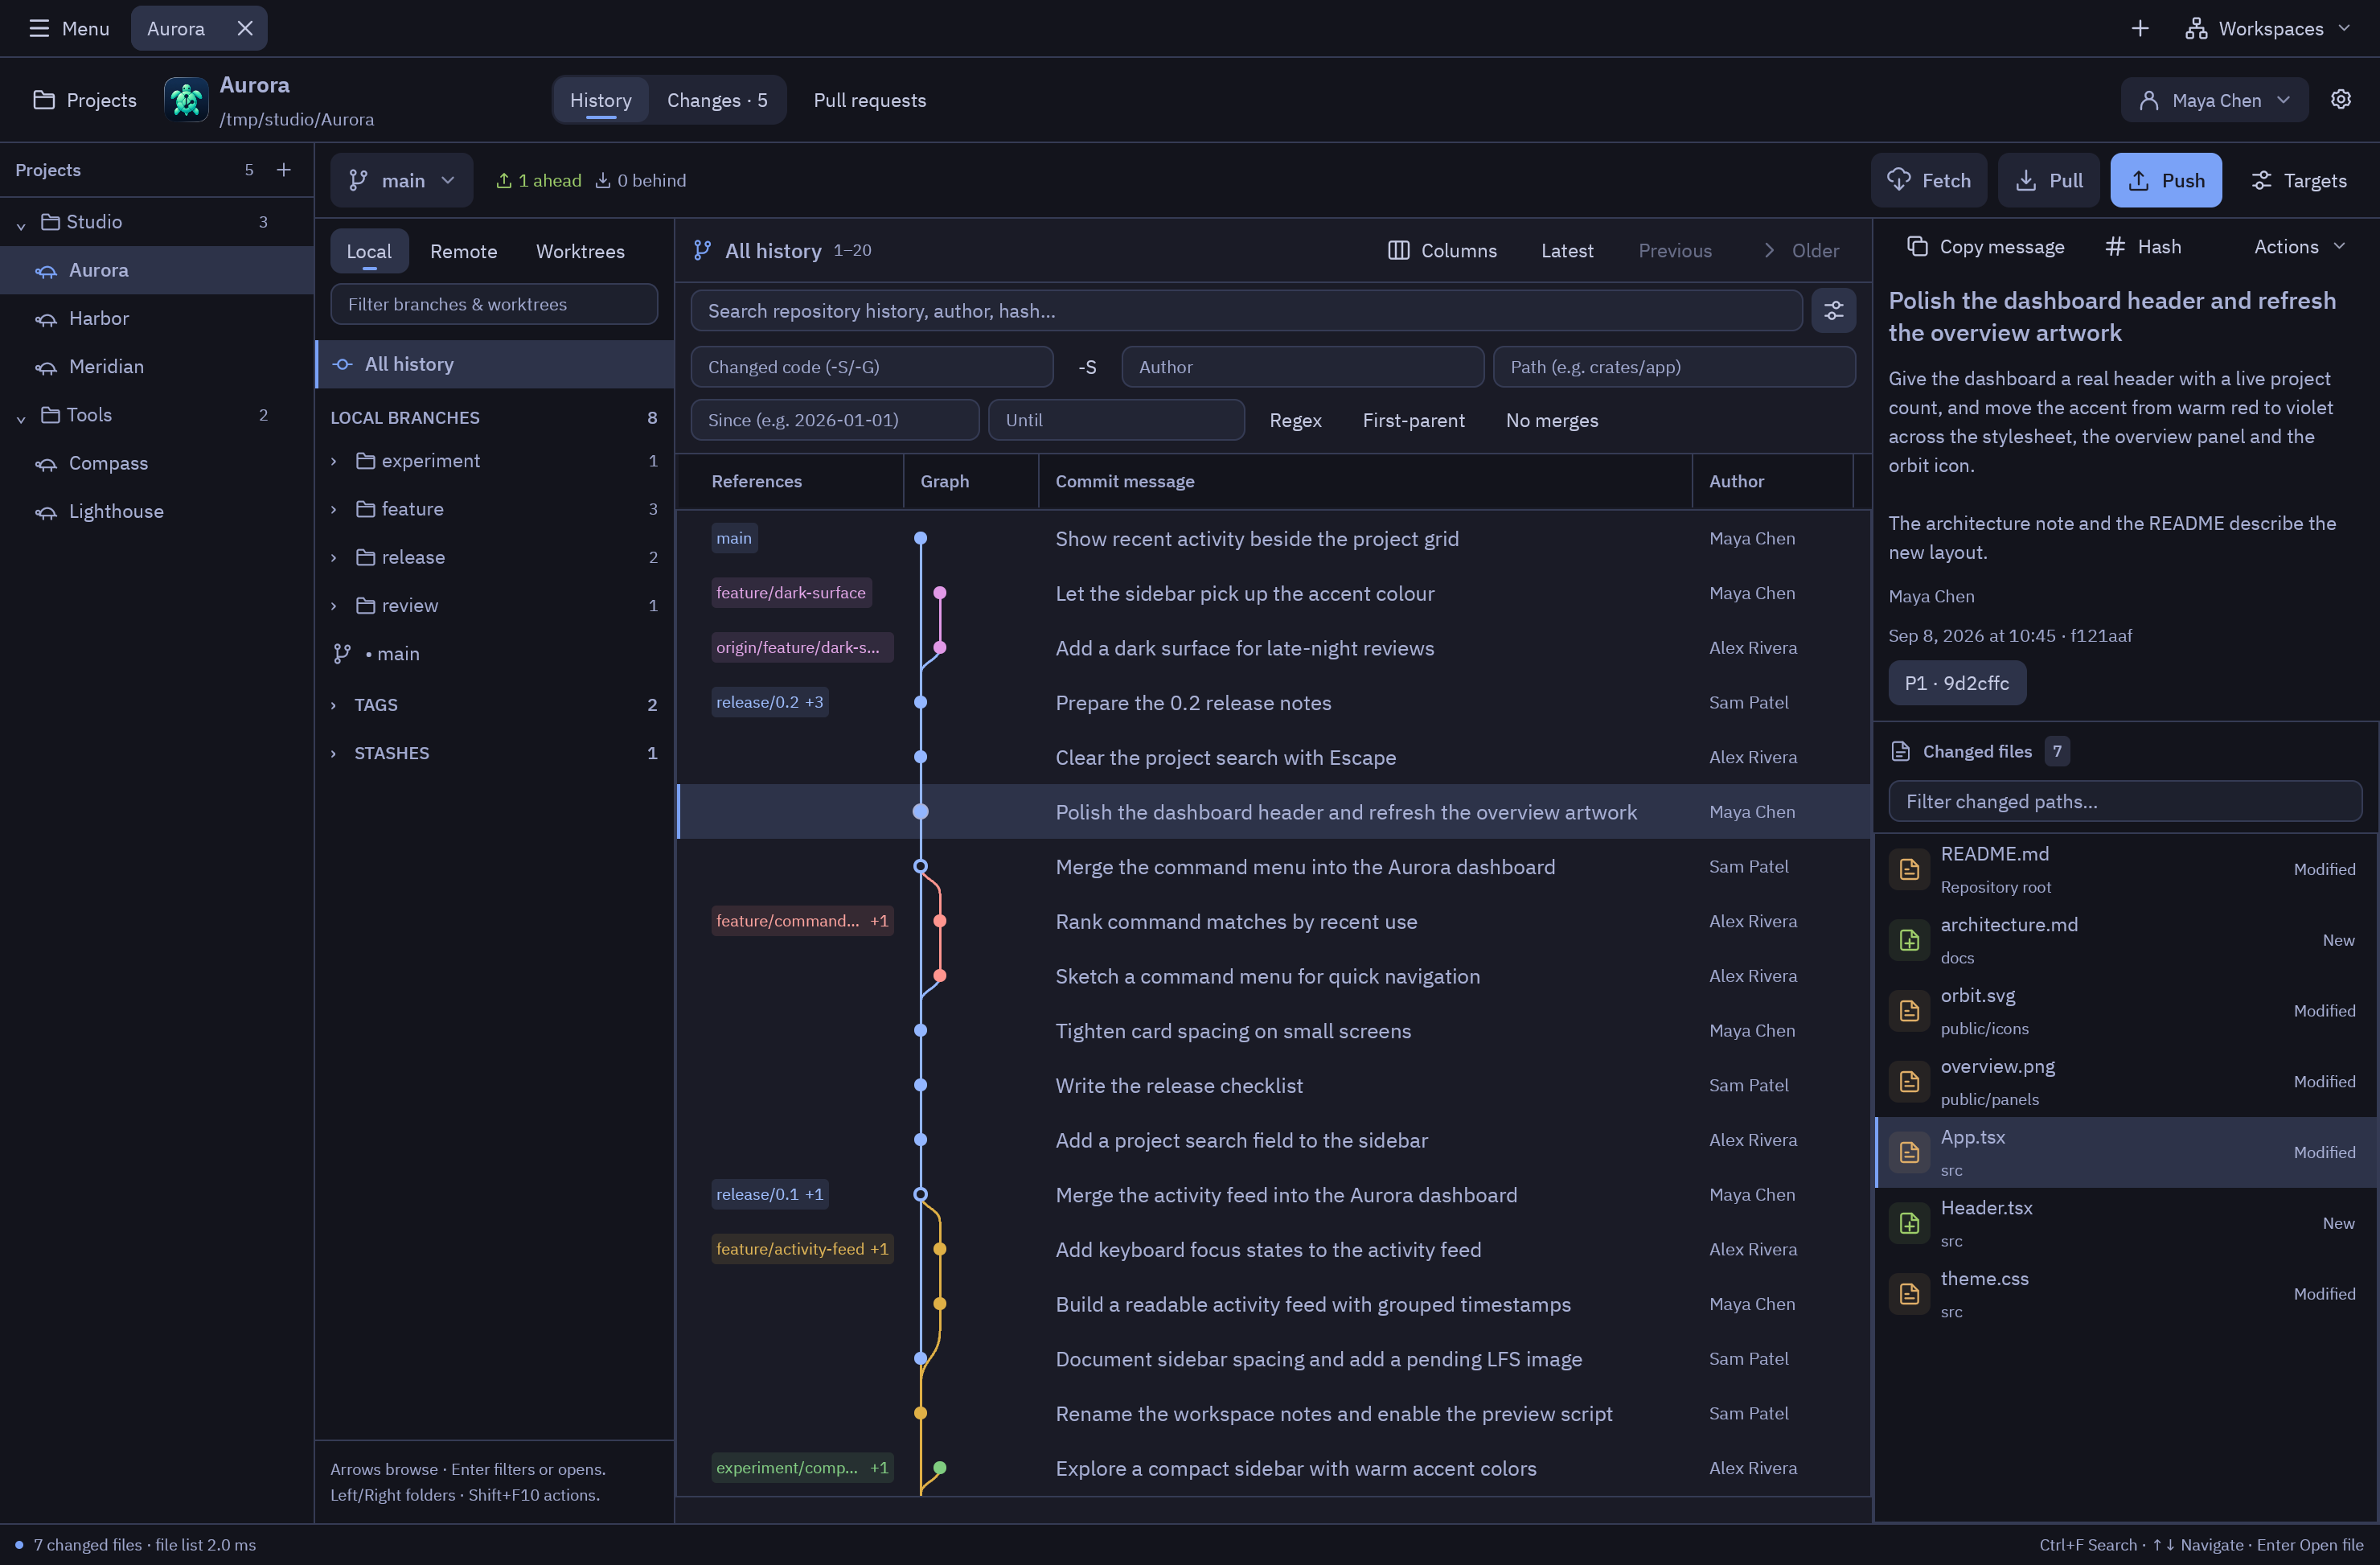 Menu
Aurora
Workspaces
Projects
Aurora
/tmp/studio/Aurora
History
Changes · 5
Pull requests
Maya Chen
Projects 5
Studio 3
Aurora
Harbor
Meridian
Tools 2
Compass
Lighthouse
main
1 ahead
0 behind
Fetch
Pull
Push
Targets
Local
Remote
Worktrees
Filter branches & worktrees
All history
LOCAL BRANCHES 8
experiment 1
feature 3
release 2
review 1
• main
TAGS 2
STASHES 1
Arrows browse · Enter filters or opens.
Left/Right folders · Shift+F10 actions.
All history 1–20
Columns
Latest
Previous
Older
Search repository history, author, hash...
Changed code (-S/-G)
-S
Author
Path (e.g. crates/app)
Since (e.g. 2026-01-01)
Until
Regex
First-parent
No merges
References Graph Commit message Author
main Show recent activity beside the project grid Maya Chen
feature/dark-surface Let the sidebar pick up the accent colour Maya Chen
origin/feature/dark-s... Add a dark surface for late-night reviews Alex Rivera
release/0.2 +3 Prepare the 0.2 release notes Sam Patel
Clear the project search with Escape Alex Rivera
Polish the dashboard header and refresh the overview artwork Maya Chen
Merge the command menu into the Aurora dashboard Sam Patel
feature/command... +1 Rank command matches by recent use Alex Rivera
Sketch a command menu for quick navigation Alex Rivera
Tighten card spacing on small screens Maya Chen
Write the release checklist Sam Patel
Add a project search field to the sidebar Alex Rivera
release/0.1 +1 Merge the activity feed into the Aurora dashboard Maya Chen
feature/activity-feed +1 Add keyboard focus states to the activity feed Alex Rivera
Build a readable activity feed with grouped timestamps Maya Chen
Document sidebar spacing and add a pending LFS image Sam Patel
Rename the workspace notes and enable the preview script Sam Patel
experiment/comp... +1 Explore a compact sidebar with warm accent colors Alex Rivera
Copy message
Hash
Actions
Polish the dashboard header and refresh
the overview artwork
Give the dashboard a real header with a live project
count, and move the accent from warm red to violet
across the stylesheet, the overview panel and the
orbit icon.
The architecture note and the README describe the
new layout.
Maya Chen
Sep 8, 2026 at 10:45 · f121aaf
P1 · 9d2cffc
Changed files 7
Filter changed paths...
README.md
Repository root
Modified
architecture.md
docs
New
orbit.svg
public/icons
Modified
overview.png
public/panels
Modified
App.tsx
src
Modified
Header.tsx
src
New
theme.css
src
Modified
7 changed files · file list 2.0 ms
Ctrl+F Search · ↑↓ Navigate · Enter Open file